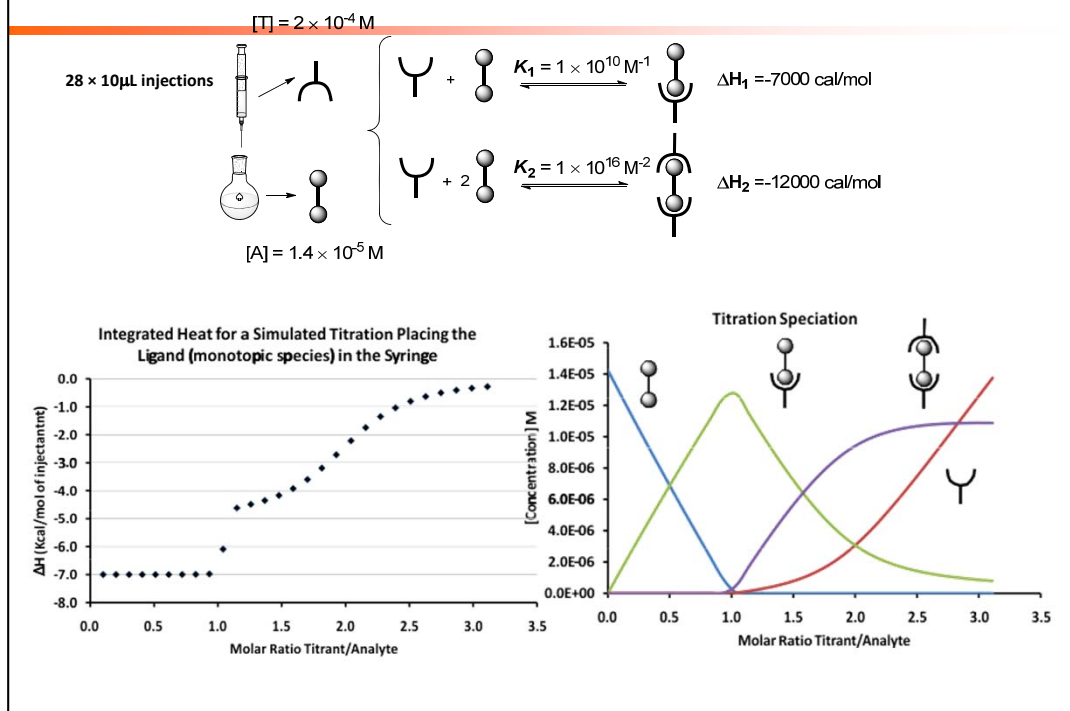 [T] = 2 × 10-4 M
28 × 10µL injections
+
K1 = 1 × 10^10 M-1
ΔH1 =-7000 cal/mol
+ 2
K2 = 1 × 10^16 M-2
ΔH2 =-12000 cal/mol
[A] = 1.4 × 10-5 M
Integrated Heat for a Simulated Titration Placing the
Ligand (monotopic species) in the Syringe
0.0
-1.0
-2.0
-3.0
-4.0
-5.0
-6.0
-7.0
-8.0
ΔH (Kcal/mol of injectantnt)
0.0 0.5 1.0 1.5 2.0 2.5 3.0 3.5
Molar Ratio Titrant/Analyte
Titration Speciation
1.6E-05
1.4E-05
1.2E-05
1.0E-05
8.0E-06
6.0E-06
4.0E-06
2.0E-06
0.0E+00
[Concentration] M
0.0 0.5 1.0 1.5 2.0 2.5 3.0 3.5
Molar Ratio Titrant/Analyte